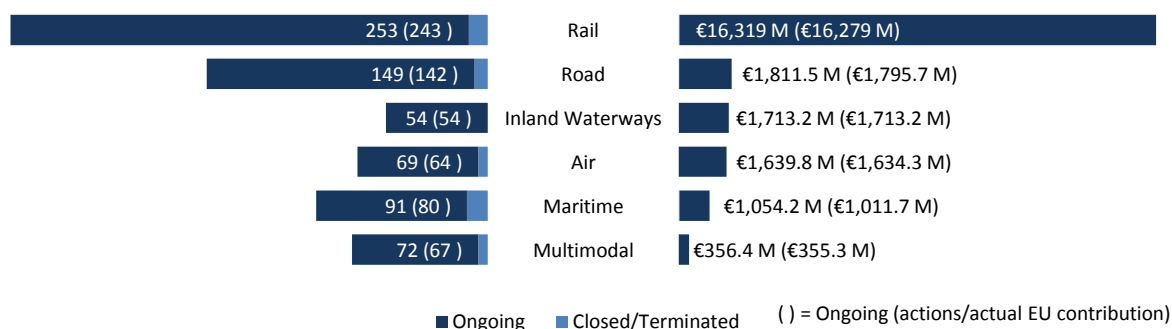 253 (243 ) Rail €16,319 M (€16,279 M)
149 (142 ) Road €1,811.5 M (€1,795.7 M)
54 (54 ) Inland Waterways €1,713.2 M (€1,713.2 M)
69 (64 ) Air €1,639.8 M (€1,634.3 M)
91 (80 ) Maritime €1,054.2 M (€1,011.7 M)
72 (67 ) Multimodal €356.4 M (€355.3 M)
Ongoing Closed/Terminated ( ) = Ongoing (actions/actual EU contribution)